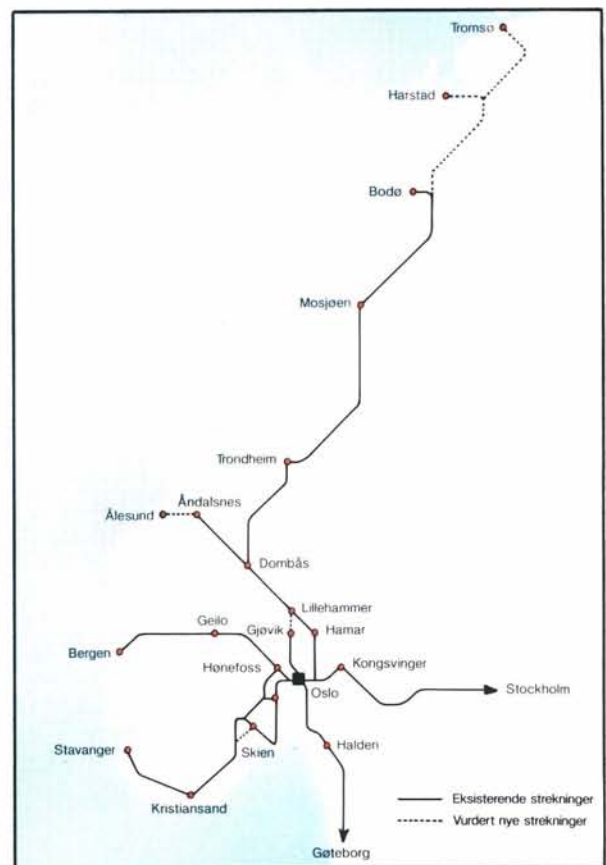 Tromsø
Harstad
Bodø
Mosjøen
Trondheim
Åndalsnes
Ålesund
Dombås
Lillehammer
Geilo
Gjøvik
Hamar
Bergen
Hønefoss
Kongsvinger
Oslo
Stockholm
Stavanger
Skien
Halden
Kristiansand
Eksisterende strekninger
Vurdert nye strekninger
Gøteborg